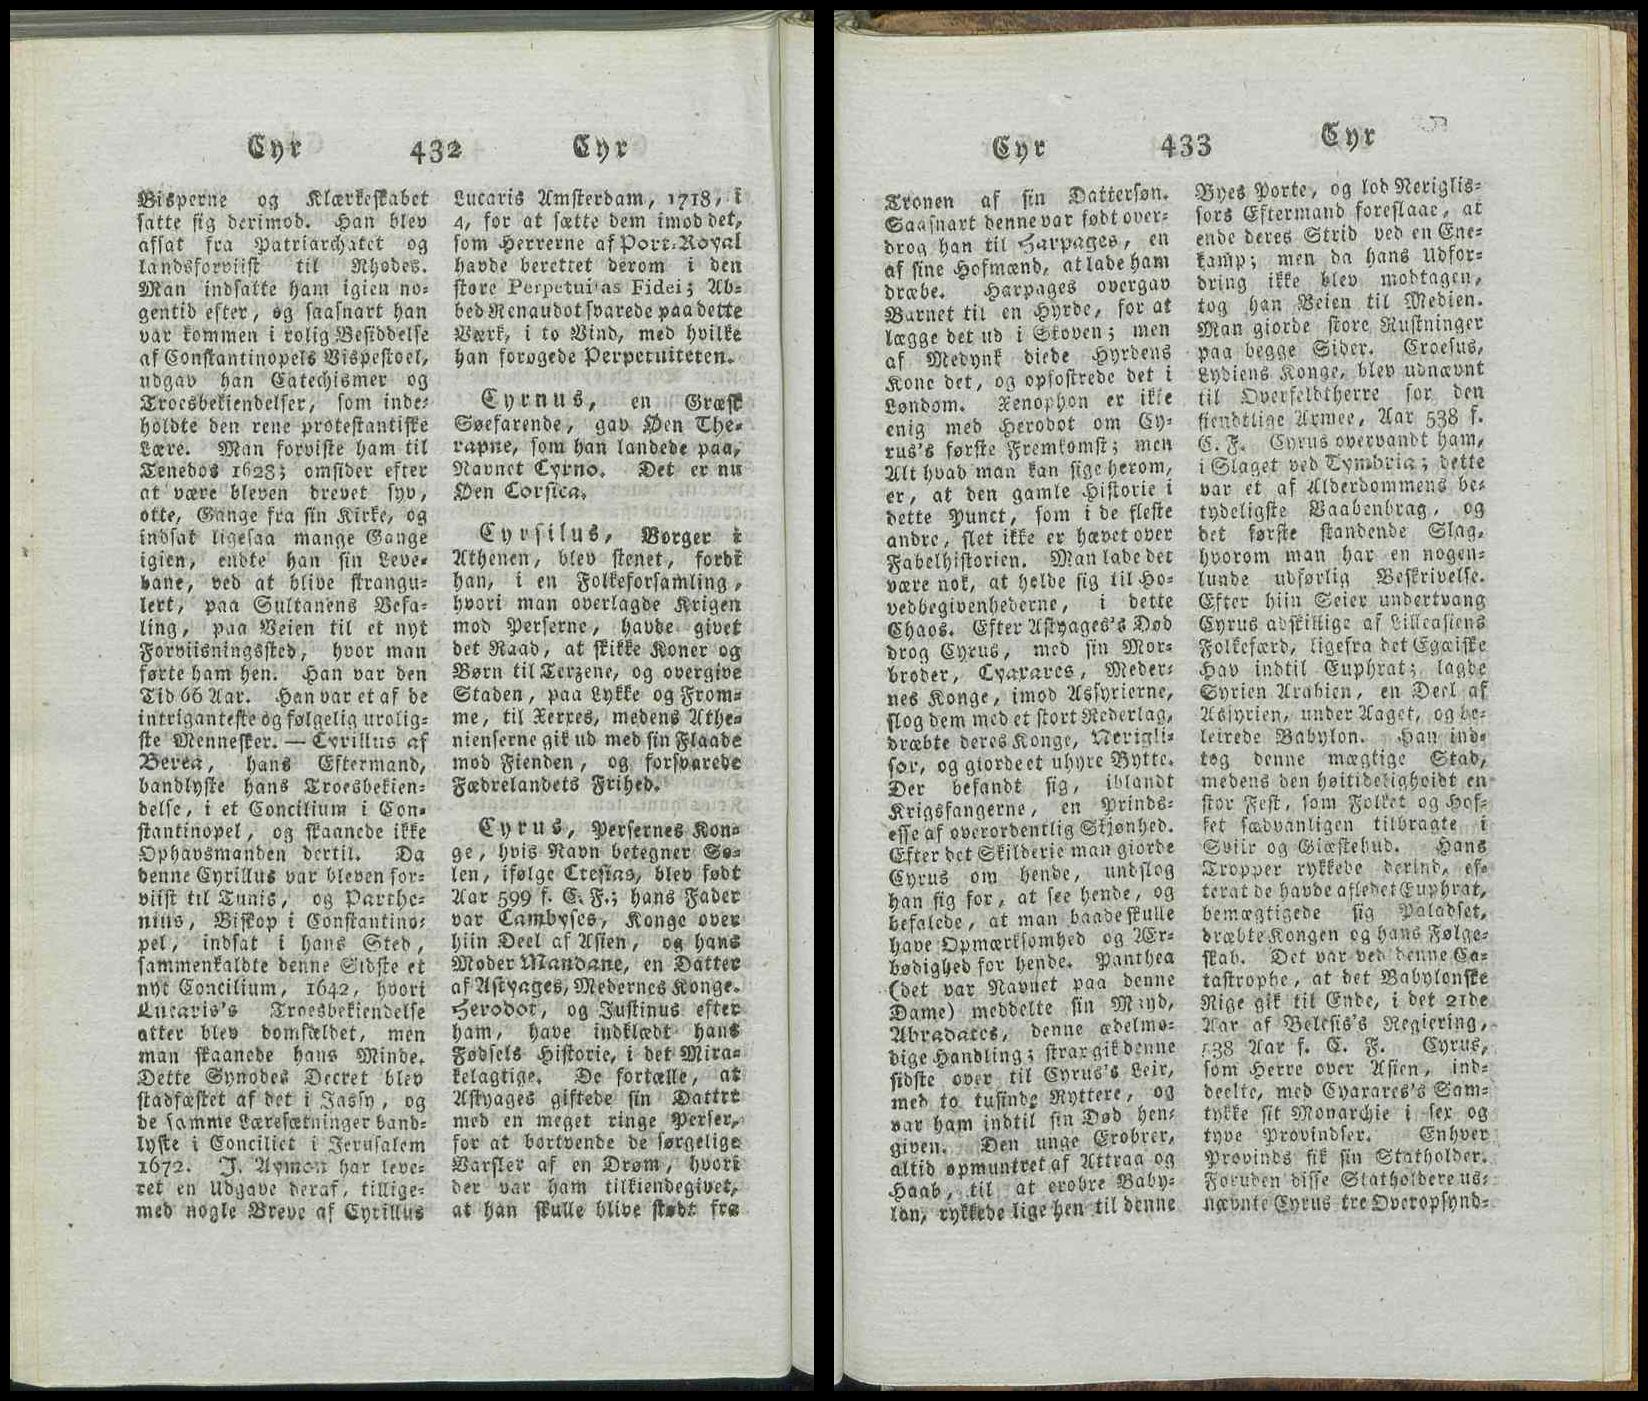 Cyr 432 Cyr
Bisperne og Klærkeskabet
satte sig derimod. Han blev
afsat fra Patriarchatet og
landsforviist til Rhodes.
Man indsatte ham igien no-
gentid efter, og saasnart han
var kommen i rolig Besiddelse
af Constantinopels Bispestoel,
udgav han Catechismer og
Troesbekiendelser, som inde-
holdte den rene protestantiske
Lære. Man forviste ham til
Tenedos 1628; omsider efter
at være bleven drevet syv,
otte, Gange fra sin Kirke, og
indsat ligesaa mange Gange
igien, endte han sin Leve-
bane, ved at blive strangu-
lert, paa Sultanens Befa-
ling, paa Veien til et nyt
Forviisningssted, hvor man
førte ham hen. Han var den
Tid 66 Aar. Han var et af de
intriganteste og følgelig urolig-
ste Mennesker. — Cyrillus af
Berea, hans Eftermand,
bandlyste hans Troesbekien-
delse, i et Concilium i Con-
stantinopel, og skaanede ikke
Ophavsmanden dertil. Da
denne Cyrillus var bleven for-
viist til Tunis, og Parthe-
nius, Biskop i Constantino-
pel, indsat i hans Sted,
sammenkaldte denne Sidste et
nyt Concilium, 1642, hvori
Lucaris's Troesbekiendelse
atter blev domfældet, men
man skaanede hans Minde.
Dette Synodes Decret blev
stadfæstet af det i Jassy, og
de samme Læresætninger band-
lyste i Conciliet i Jerusalem
1672. J. Aymon har leve-
ret en Udgave deraf, tillige-
med nogle Breve af Cyrillus
Lucaris Amsterdam, 1718, i
4, for at sætte dem imod det,
som Herrerne af Port-Royal
havde berettet derom i den
store Perpetuitas Fidei; Ab-
bed Renaudot svarede paa dette
Værk, i to Bind, med hvilke
han forøgede Perpetuiteten.
Cyrnus, en Græsk
Søefarende, gav Øen The-
rapne, som han landede paa,
Navnet Cyrno. Det er nu
Øen Corsica.
Cyrsilus, Borger i
Athenen, blev stenet, fordi
han, i en Folkeforsamling,
hvori man overlagde Krigen
mod Perserne, havde givet
det Raad, at skikke Koner og
Børn til Terzene, og overgive
Staden, paa Lykke og From-
me, til Xerxes, medens Athe-
nienserne gik ud med sin Flaade
mod Fienden, og forsvarede
Fædrelandets Frihed.
Cyrus, Persernes Kon-
ge, hvis Navn betegner So-
len, ifølge Ctesias, blev født
Aar 599 f. C. F.; hans Fader
var Cambyses, Konge over
hiin Deel af Asien, og hans
Moder Mandane, en Datter
af Astyages, Medernes Konge.
Herodot, og Justinus efter
ham, have indklædt hans
Fødsels Historie, i det Mira-
kelagtige. De fortælle, at
Astyages giftede sin Datter
med en meget ringe Perser,
for at bortvende de sørgelige
Varsler af en Drøm, hvori
der var ham tilkiendegivet,
at han skulle blive stødt fra
Cyr 433 Cyr
Tronen af sin Dattersøn.
Saasnart denne var født over-
drog han til Harpages, en
af sine Hofmænd, at lade ham
dræbe. Harpages overgav
Barnet til en Hyrde, for at
lægge det ud i Skoven; men
af Medynk diede Hyrdens
Kone det, og opfostrede det i
Løndom. Xenophon er ikke
enig med Herodot om Cy-
rus's første Fremkomst; men
Alt hvad man kan sige herom,
er, at den gamle Historie i
dette Punct, som i de fleste
andre, slet ikke er hævet over
Fabelhistorien. Man lade det
være nok, at holde sig til Ho-
vedbegivenhederne, i dette
Chaos. Efter Astyages's Død
drog Cyrus, med sin Mor-
broder, Cyaxares, Meder-
nes Konge, imod Assyrierne,
slog dem med et stort Nederlag,
dræbte deres Konge, Nerigli-
sor, og giorde et uhyre Bytte.
Der befandt sig, iblandt
Krigsfangerne, en Prinds-
esse af overordentlig Skjønhed.
Efter det Skilderie man giorde
Cyrus om hende, undslog
han sig for, at see hende, og
befalede, at man baade skulle
have Opmærksomhed og Ær-
bødighed for hende. Panthea
(det var Navnet paa denne
Dame) meddelte sin Mand,
Abradates, denne ædelmo-
dige Handling; strax gik denne
sidste over til Cyrus's Leir,
med to tusinde Ryttere, og
var ham indtil sin Død hen-
given. Den unge Erobrer,
altid opmuntret af Attraa og
Haab, til at erobre Baby-
lon, rykkede lige hen til denne
Byes Porte, og lod Neriglis-
sors Eftermand foreslaae, at
ende deres Strid ved en Ene-
kamp; men da hans Udfor-
dring ikke blev modtagen,
tog han Veien til Medien.
Man giorde store Rustninger
paa begge Sider. Croesus,
Lydiens Konge, blev udnævnt
til Overfeldtherre for den
fiendtlige Armee, Aar 538 f.
C. F. Cyrus overvandt ham,
i Slaget ved Tymbria; dette
var et af Alderdommens be-
tydeligste Vaabenbrag, og
det første standende Slag,
hvorom man har en nogen-
lunde udførlig Beskrivelse.
Efter hiin Seier undertvang
Cyrus adskillige af Lilleasiens
Folkefærd, ligefra det Egæiske
Hav indtil Euphrat; lagde
Syrien Arabien, en Deel af
Assyrien, under Aaget, og be-
leirede Babylon. Han ind-
tog denne mægtige Stad,
medens den høitideligholdt en
stor Fest, som Folket og Hof-
fet sædvanligen tilbragte i
Sviir og Giæstebud. Hans
Tropper rykkede derind, ef-
terat de havde afledet Euphrat,
bemægtigede sig Paladset,
dræbte Kongen og hans Følge-
skab. Det var ved denne Ca-
tastrophe, at det Babylonske
Rige gik til Ende, i det 21de
Aar af Belesis's Regiering,
538 Aar f. C. F. Cyrus,
som Herre over Asien, ind-
deelte, med Cyaxares's Sam-
tykke sit Monarchie i sex og
tyve Provindser. Enhver
Provinds fik sin Statholder.
Foruden disse Statholdere ud-
nævnte Cyrus tre Overopsynd-